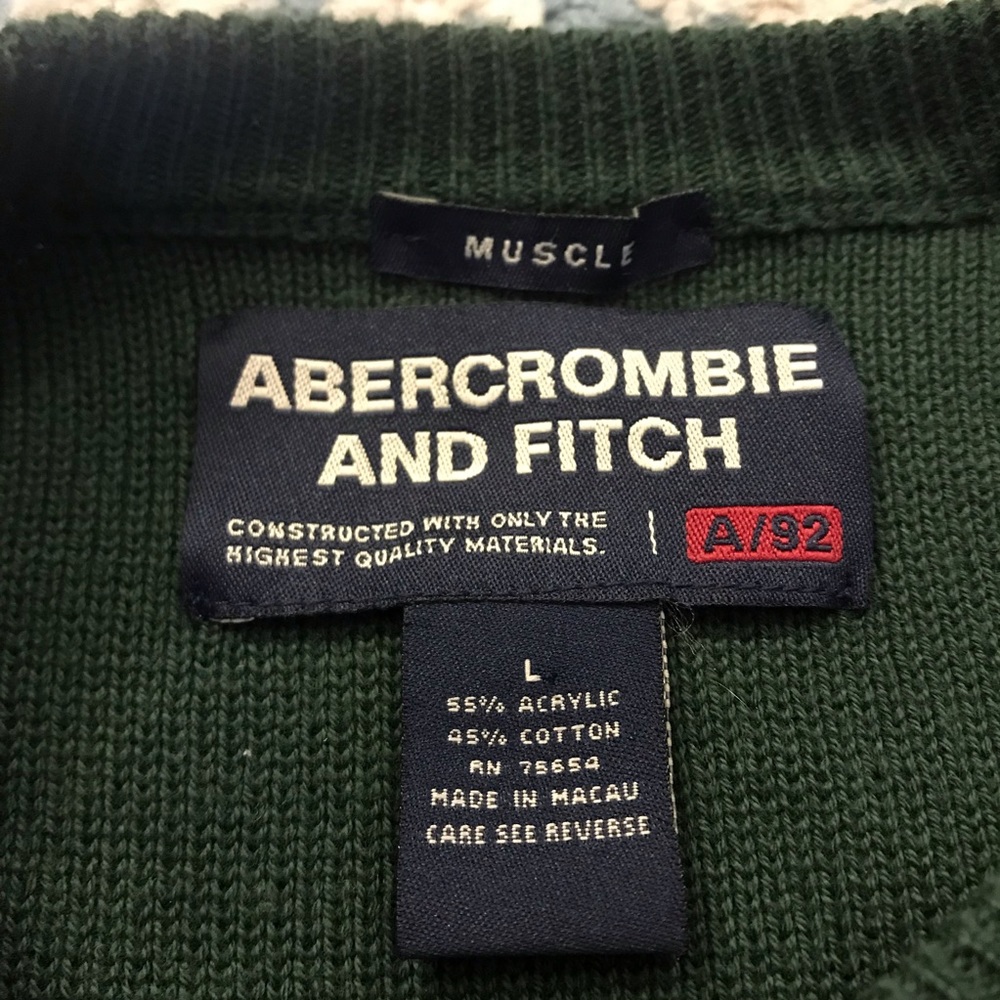 MUSCLE
ABERCROMBIE
AND FITCH
CONSTRUCTED WITH ONLY THE
HIGHEST QUALITY MATERIALS.
A/92
L
55% ACRYLIC
45% COTTON
RN 75654
MADE IN MACAU
CARE SEE REVERSE